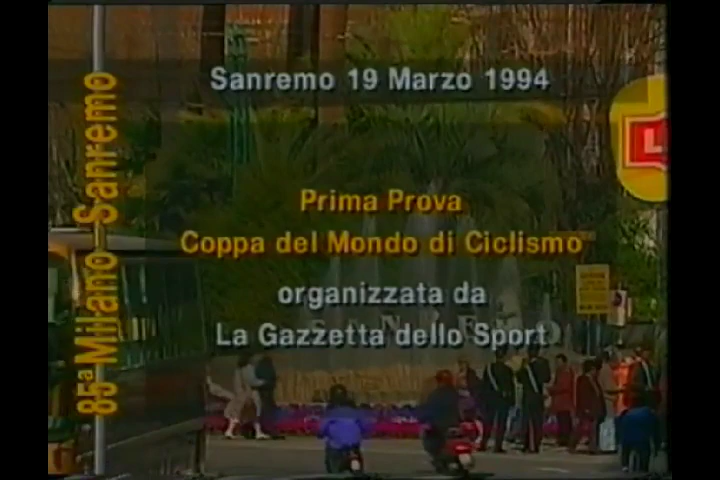 Sanremo 19 Marzo 1994
85ª Milano - Sanremo
Prima Prova
Coppa del Mondo di Ciclismo
organizzata da
La Gazzetta dello Sport
SANREMO
L